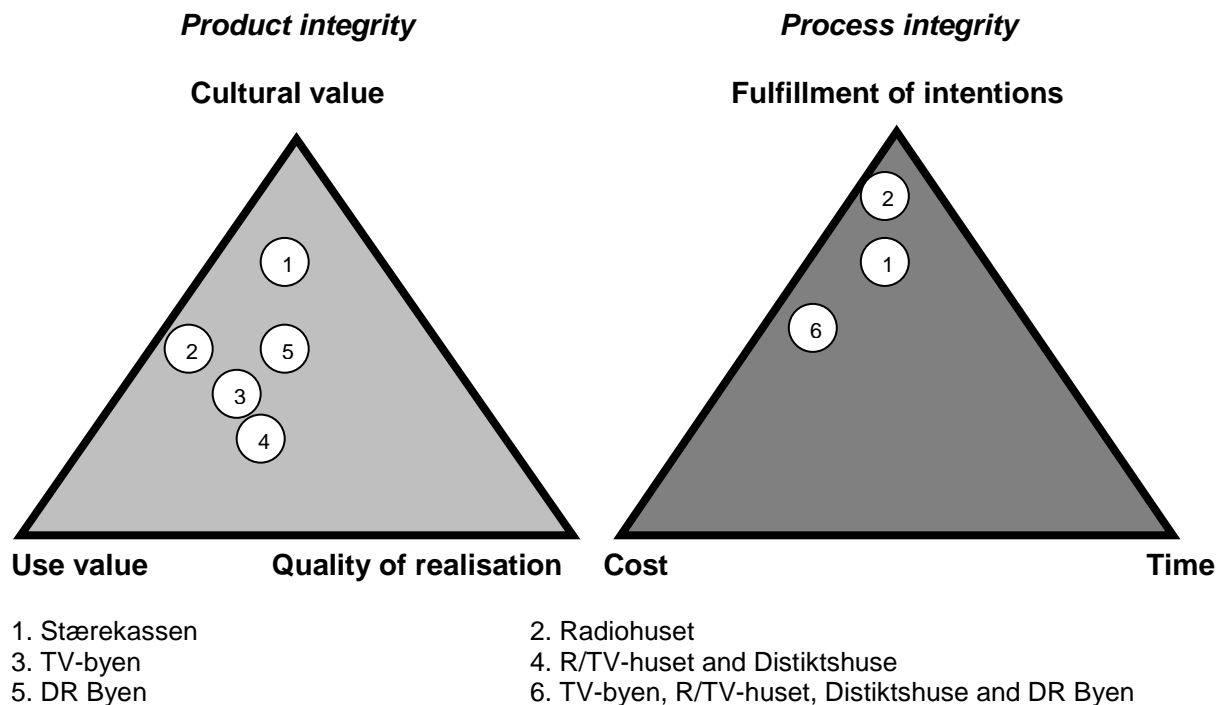 Product integrity
Process integrity
Cultural value
Fulfillment of intentions
1
2
5
3
4
2
1
6
Use value
Quality of realisation
Cost
Time
1. Stærekassen
2. Radiohuset
3. TV-byen
4. R/TV-huset and Distiktshuse
5. DR Byen
6. TV-byen, R/TV-huset, Distiktshuse and DR Byen